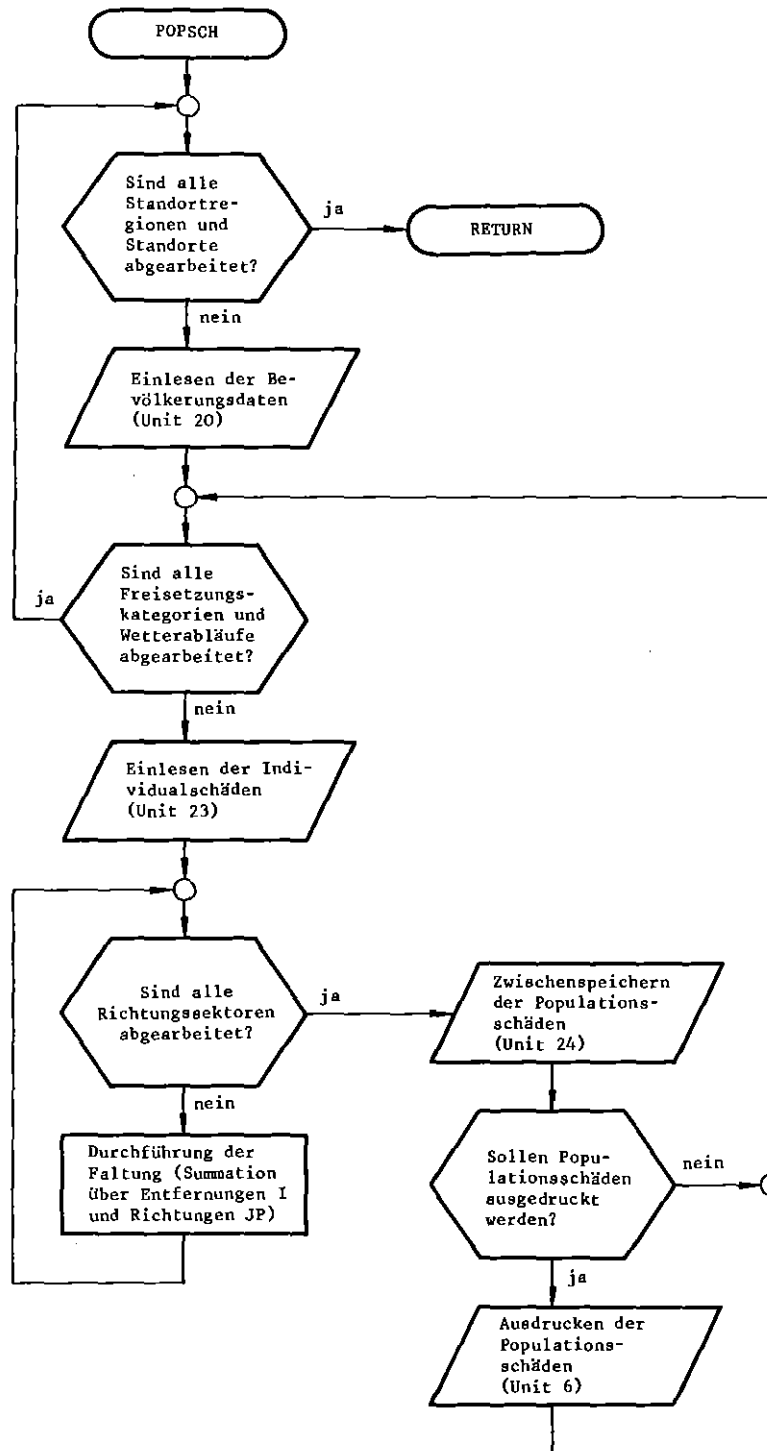 POPSCH
Sind alle
Standortre-
gionen und
Standorte
abgearbeitet?
ja
RETURN
nein
Einlesen der Be-
völkerungsdaten
(Unit 20)
Sind alle
Freisetzungs-
kategorien und
Wetterabläufe
abgearbeitet?
ja
nein
Einlesen der Indi-
vidualschäden
(Unit 23)
Sind alle
Richtungssektoren
abgearbeitet?
ja
nein
Durchführung der
Faltung (Summation
über Entfernungen I
und Richtungen JP)
Zwischenspeichern
der Populations-
schäden
(Unit 24)
Sollen Popu-
lationsschäden
ausgedruckt
werden?
nein
ja
Ausdrucken der
Populations-
schäden
(Unit 6)